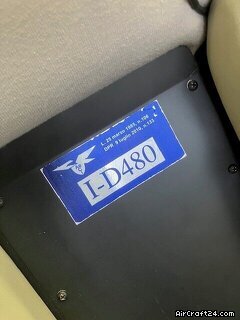 L. 25 marzo 1985, n. 106
DPR 9 luglio 2010, n. 133
I-D480
AirCraft24.com